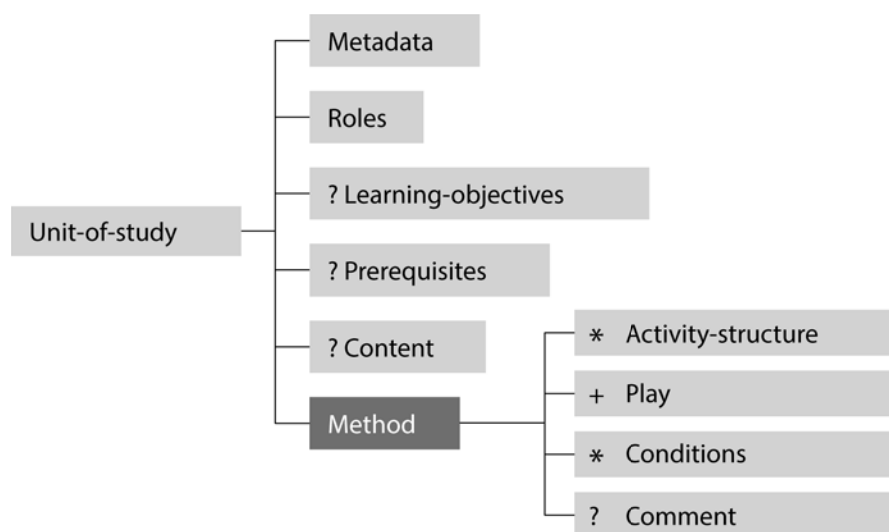 Metadata
Roles
? Learning-objectives
Unit-of-study
? Prerequisites
? Content
* Activity-structure
+ Play
Method
* Conditions
? Comment